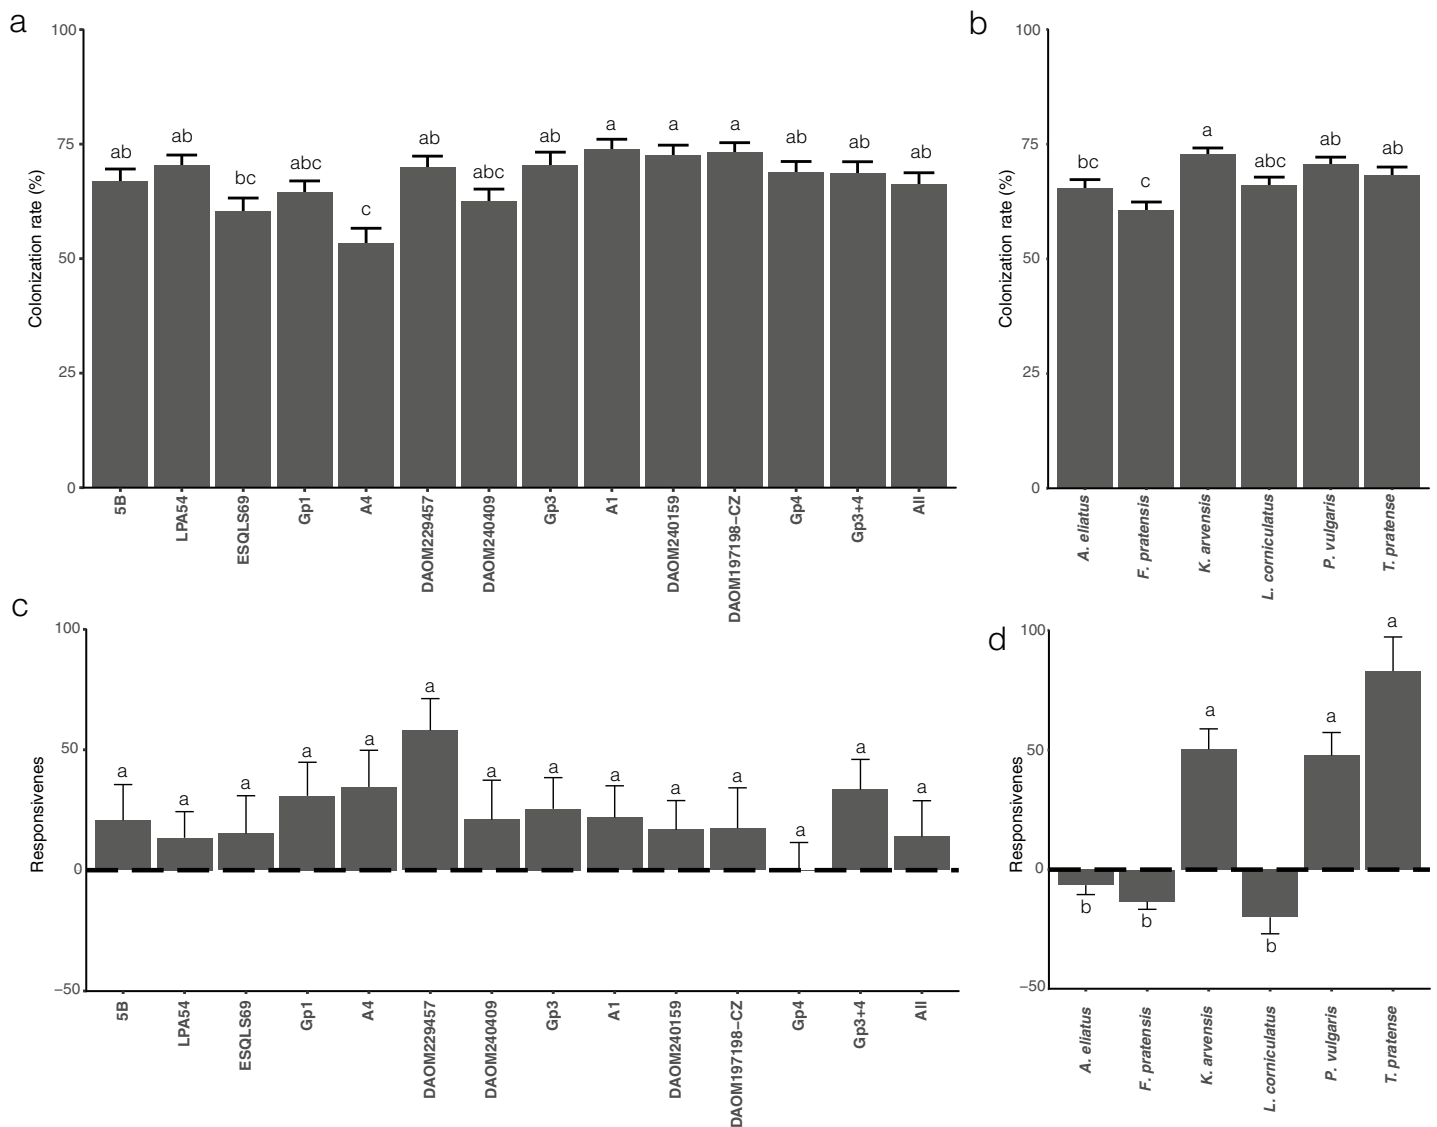 a
100
75
50
25
0
Colonization rate (%)
ab
ab
bc
abc
c
ab
abc
ab
a
a
a
ab
ab
ab
5B
LPA54
ESQLS69
Gp1
A4
DAOM229457
DAOM240409
Gp3
A1
DAOM240159
DAOM197198−CZ
Gp4
Gp3+4
All
b
100
75
50
25
0
Colonization rate (%)
bc
c
a
abc
ab
ab
A. eliatus
F. pratensis
K. arvensis
L. corniculatus
P. vulgaris
T. pratense
c
100
50
0
−50
Responsivenes
a
a
a
a
a
a
a
a
a
a
a
a
a
a
5B
LPA54
ESQLS69
Gp1
A4
DAOM229457
DAOM240409
Gp3
A1
DAOM240159
DAOM197198−CZ
Gp4
Gp3+4
All
d
100
50
0
−50
Responsivenes
b
b
a
b
a
a
A. eliatus
F. pratensis
K. arvensis
L. corniculatus
P. vulgaris
T. pratense